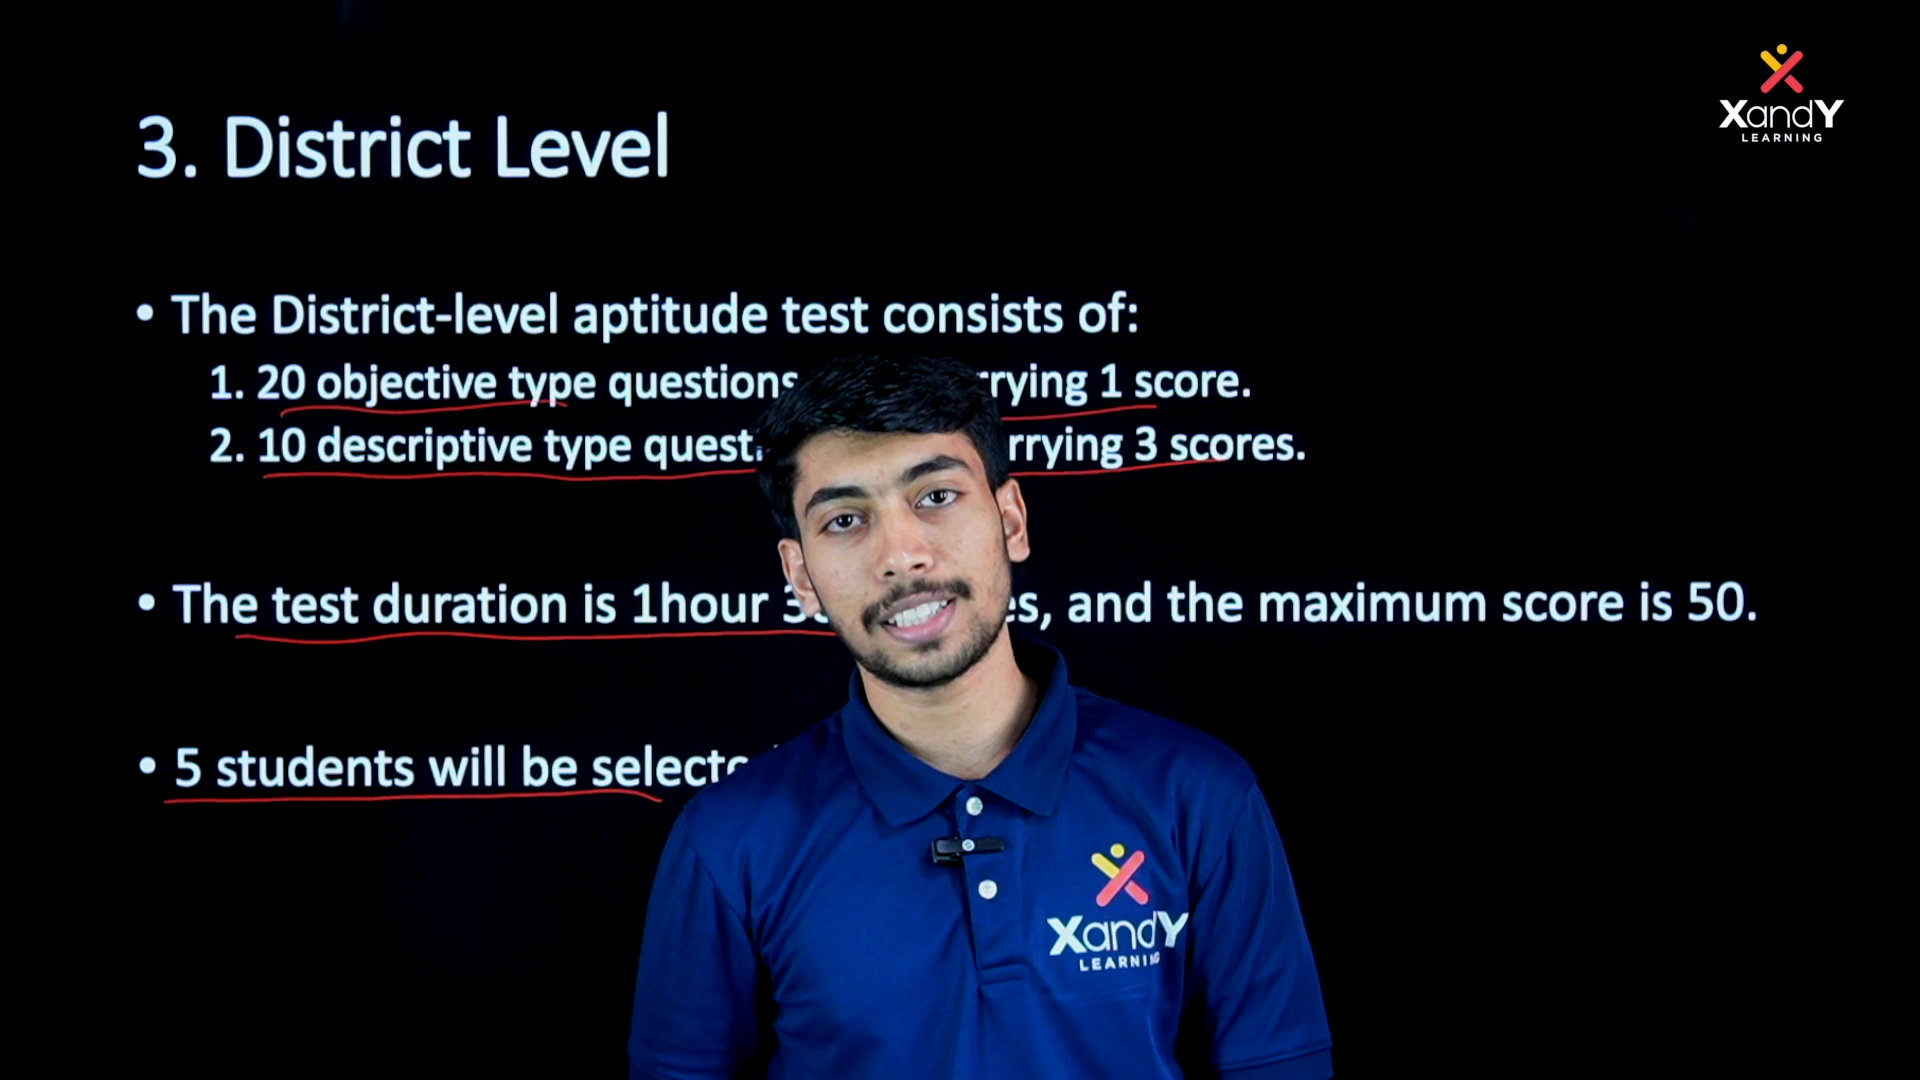 XandY
LEARNING
3. District Level
• The District-level aptitude test consists of:
1. 20 objective type questions rrying 1 score.
2. 10 descriptive type rrying 3 scores.
• The test duration is 1hour and the maximum score is 50.
• 5 students will be
XandY
LEARNING